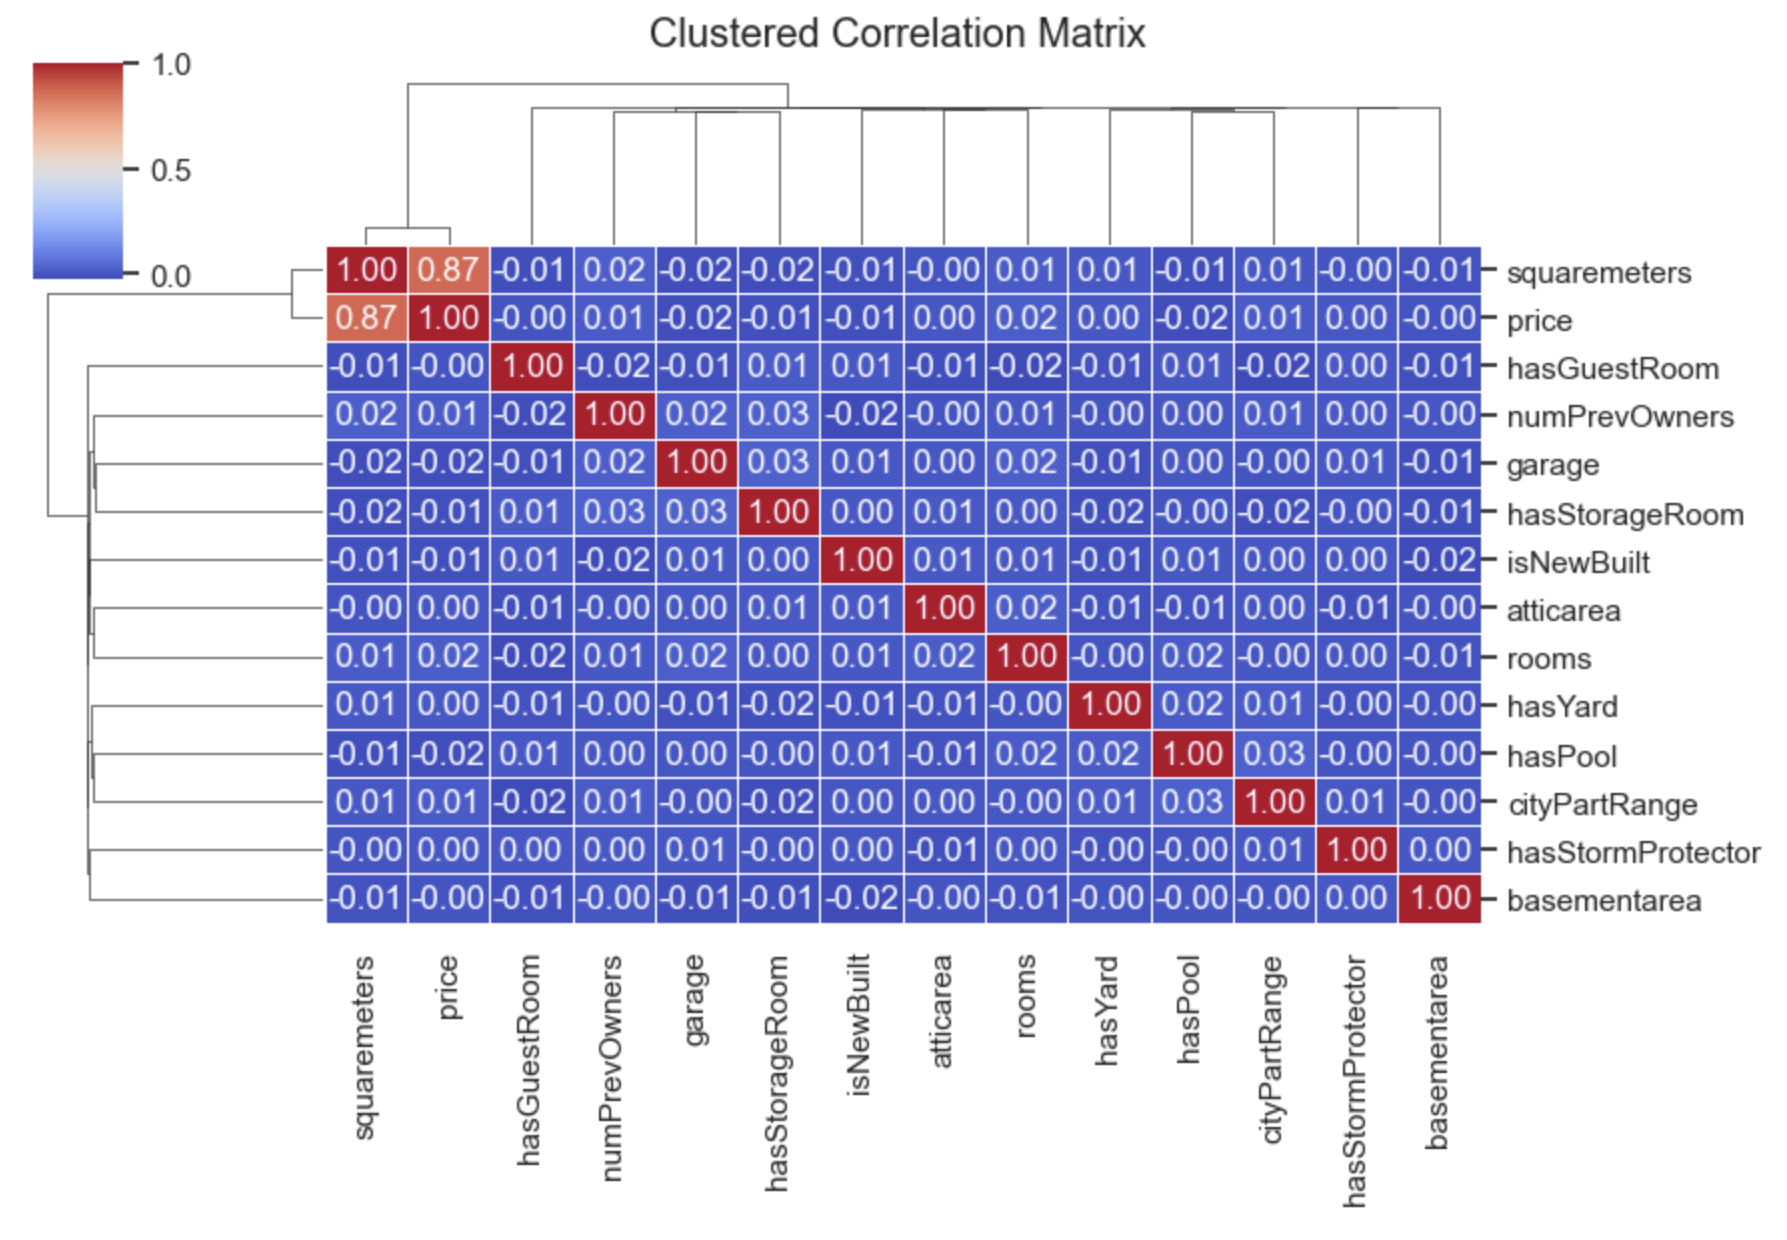 Clustered Correlation Matrix
1.0
0.5
0.0
1.00 0.87 -0.01 0.02 -0.02 -0.02 -0.01 -0.00 0.01 0.01 -0.01 0.01 -0.00 -0.01 squaremeters
0.87 1.00 -0.00 0.01 -0.02 -0.01 -0.01 0.00 0.02 0.00 -0.02 0.01 0.00 -0.00 price
-0.01 -0.00 1.00 -0.02 -0.01 0.01 0.01 -0.01 -0.02 -0.01 0.01 -0.02 0.00 -0.01 hasGuestRoom
0.02 0.01 -0.02 1.00 0.02 0.03 -0.02 -0.00 0.01 -0.00 0.00 0.01 0.00 -0.00 numPrevOwners
-0.02 -0.02 -0.01 0.02 1.00 0.03 0.01 0.00 0.02 -0.01 0.00 -0.00 0.01 -0.01 garage
-0.02 -0.01 0.01 0.03 0.03 1.00 0.00 0.01 0.00 -0.02 -0.00 -0.02 -0.00 -0.01 hasStorageRoom
-0.01 -0.01 0.01 -0.02 0.01 0.00 1.00 0.01 0.01 -0.01 0.01 0.00 0.00 -0.02 isNewBuilt
-0.00 0.00 -0.01 -0.00 0.00 0.01 0.01 1.00 0.02 -0.01 -0.01 0.00 -0.01 -0.00 atticarea
0.01 0.02 -0.02 0.01 0.02 0.00 0.01 0.02 1.00 -0.00 0.02 -0.00 0.00 -0.01 rooms
0.01 0.00 -0.01 -0.00 -0.01 -0.02 -0.01 -0.01 -0.00 1.00 0.02 0.01 -0.00 -0.00 hasYard
-0.01 -0.02 0.01 0.00 0.00 -0.00 0.01 -0.01 0.02 0.02 1.00 0.03 -0.00 -0.00 hasPool
0.01 0.01 -0.02 0.01 -0.00 -0.02 0.00 0.00 -0.00 0.01 0.03 1.00 0.01 -0.00 cityPartRange
-0.00 0.00 0.00 0.00 0.01 -0.00 0.00 -0.01 0.00 -0.00 -0.00 0.01 1.00 0.00 hasStormProtector
-0.01 -0.00 -0.01 -0.00 -0.01 -0.01 -0.02 -0.00 -0.01 -0.00 -0.00 -0.00 0.00 1.00 basementarea
squaremeters
price
hasGuestRoom
numPrevOwners
garage
hasStorageRoom
isNewBuilt
atticarea
rooms
hasYard
hasPool
cityPartRange
hasStormProtector
basementarea